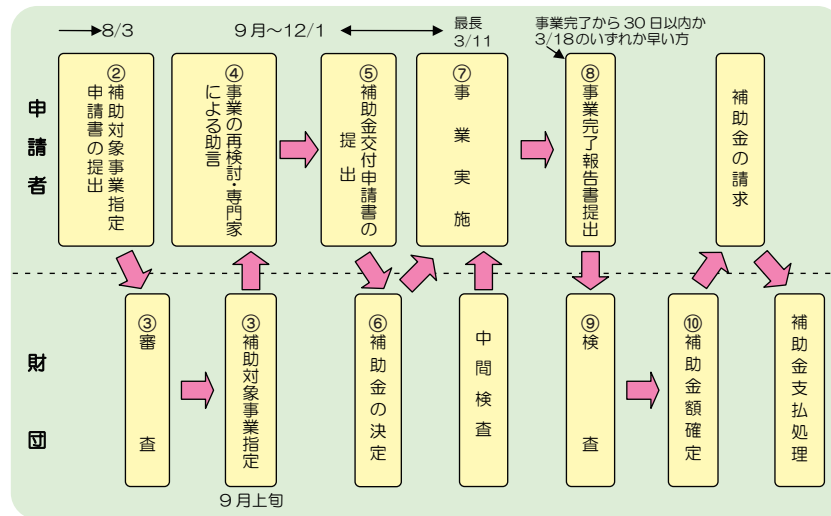 8/3
9月～12/1
最長
3/11
事業完了から30日以内か
3/18のいずれか早い方
申請者
②補助対象事業指定
申請書の提出
④事業の再検討・専門家
による助言
⑤補助金交付申請書の
提出
⑦事業実施
⑧事業完了報告書提出
補助金の請求
財団
③審査
③補助対象事業指定
⑥補助金の決定
中間検査
⑨検査
⑩補助金額確定
補助金支払処理
9月上旬